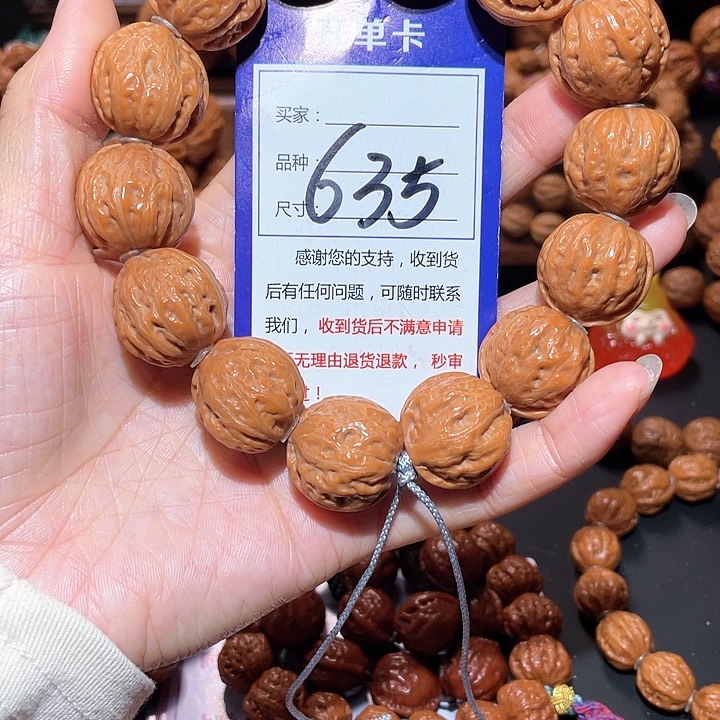 开单卡
买家：
品种：
尺寸：
635
感谢您的支持，收到货
后有任何问题，可随时联系
我们，收到货后不满意申请
无理由退货退款，秒审
！